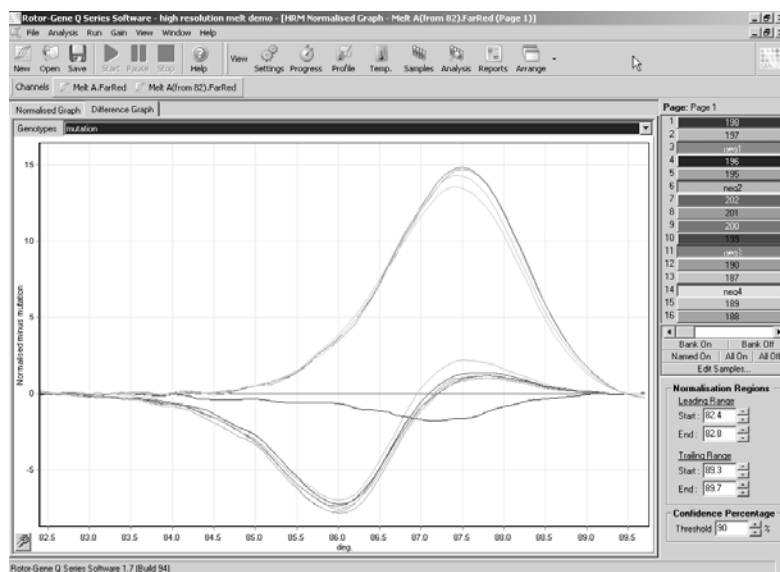 Rotor-Gene Q Series Software - high resolution melt demo - [HRM Normalised Graph - Melt A(from 82).FarRed (Page 1)]
File Analysis Run Gain View Window Help
New Open Save Start Pause Stop Help View Settings Progress Profile Temp. Samples Analysis Reports Arrange
Channels Melt A.FarRed Melt A(from 82).FarRed
Normalised Graph Difference Graph
Genotypes mutation
Normalised minus mutation
15
10
5
0
-5
82.5 83.0 83.5 84.0 84.5 85.0 85.5 86.0 86.5 87.0 87.5 88.0 88.5 89.0 89.5
deg.
Page: Page 1
1 198
2 197
3 neg1
4 196
5 195
6 neg2
7 202
8 201
9 200
10 199
11
12 190
13 187
14 neg4
15 189
16 188
Bank On Bank Off
Named On All On All Off
Edit Samples...
Normalisation Regions
Leading Range
Start: 82.4
End: 82.8
Trailing Range
Start: 89.3
End: 89.7
Confidence Percentage
Threshold 90 %
Rotor-Gene Q Series Software 1.7 (Build 94)